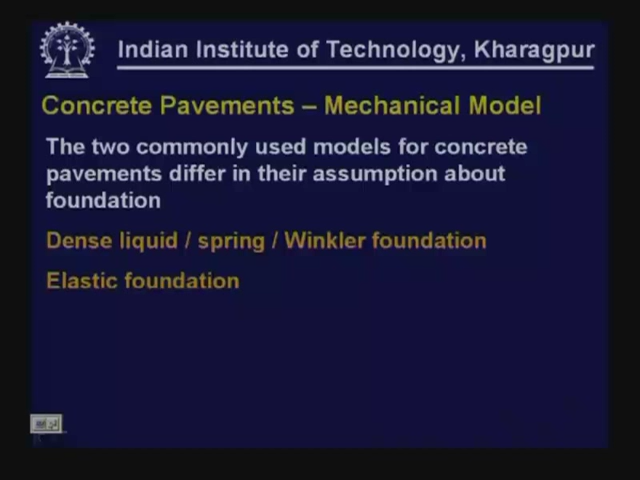 Indian Institute of Technology, Kharagpur
Concrete Pavements – Mechanical Model
The two commonly used models for concrete
pavements differ in their assumption about
foundation
Dense liquid / spring / Winkler foundation
Elastic foundation